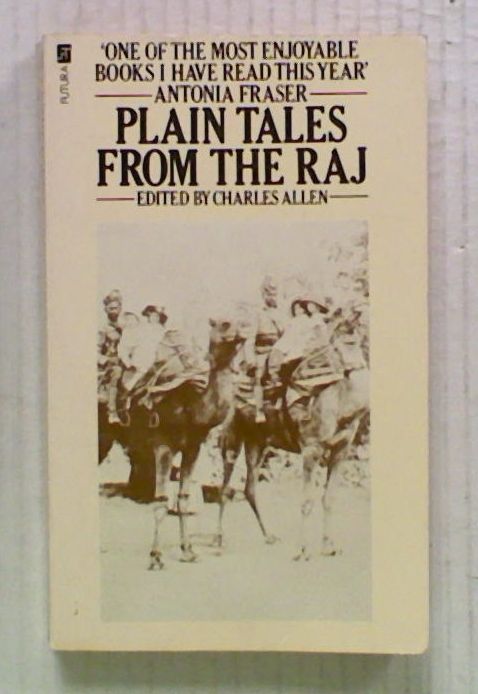 'ONE OF THE MOST ENJOYABLE
BOOKS I HAVE READ THIS YEAR'
ANTONIA FRASER
PLAIN TALES
FROM THE RAJ
EDITED BY CHARLES ALLEN
FUTURA